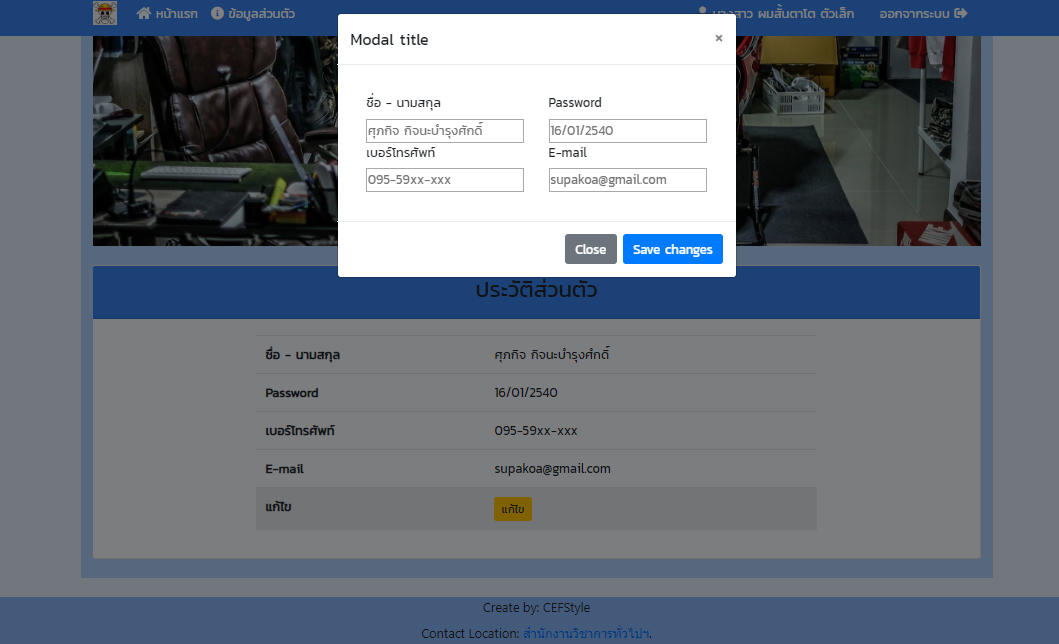 หน้าแรก ข้อมูลส่วนตัว นางสาว ผมสั้นตาโต ตัวเล็ก ออกจากระบบ
Modal title ×
ชื่อ - นามสกุล Password
ศุภกิจ กิจนะบำรุงศักดิ์ 16/01/2540
เบอร์โทรศัพท์ E-mail
095-59xx-xxx supakoa@gmail.com
Close Save changes
ประวัติส่วนตัว
ชื่อ - นามสกุล ศุภกิจ กิจนะบำรุงศักดิ์
Password 16/01/2540
เบอร์โทรศัพท์ 095-59xx-xxx
E-mail supakoa@gmail.com
แก้ไข แก้ไข
Create by: CEFStyle
Contact Location: สำนักงานวิชาการทั่วไปฯ.